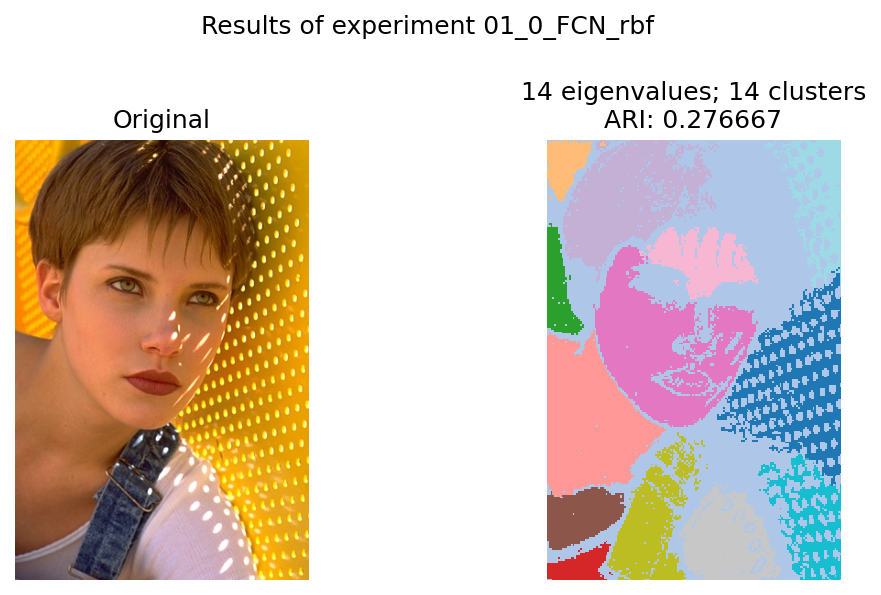 Results of experiment 01_0_FCN_rbf
Original
14 eigenvalues; 14 clusters
ARI: 0.276667